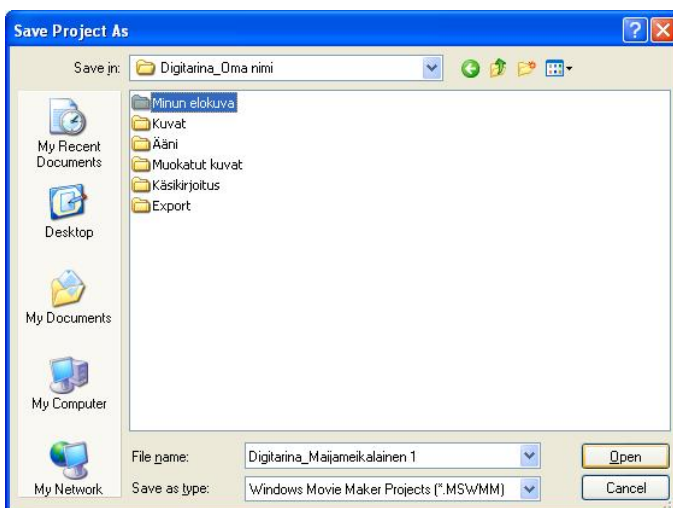 Save Project As
Save in: Digitarina_Oma nimi
My Recent Documents
Desktop
My Documents
My Computer
My Network
Minun elokuva
Kuvat
Ääni
Muokatut kuvat
Käsikirjoitus
Export
File name: Digitarina_Maijameikalainen 1 Open
Save as type: Windows Movie Maker Projects (*.MSWMM) Cancel